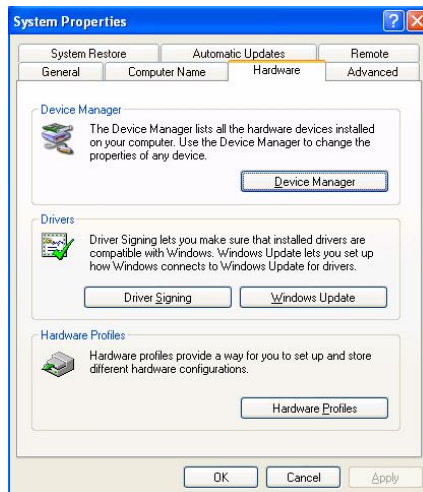 System Properties
System Restore Automatic Updates Remote
General Computer Name Hardware Advanced
Device Manager
The Device Manager lists all the hardware devices installed
on your computer. Use the Device Manager to change the
properties of any device.
Device Manager
Drivers
Driver Signing lets you make sure that installed drivers are
compatible with Windows. Windows Update lets you set up
how Windows connects to Windows Update for drivers.
Driver Signing Windows Update
Hardware Profiles
Hardware profiles provide a way for you to set up and store
different hardware configurations.
Hardware Profiles
OK Cancel Apply